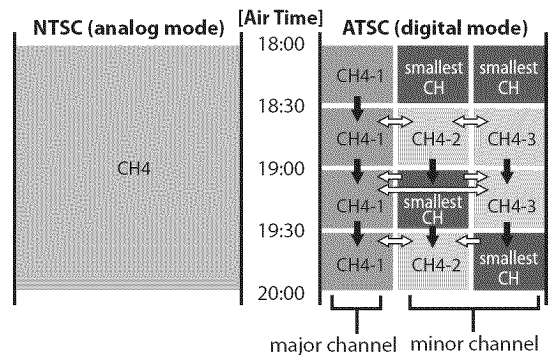 NTSC (analog mode) [Air Time] ATSC (digital mode)
18:00
CH4-1 smallest CH smallest CH
18:30
CH4-1 CH4-2 CH4-3
CH4
19:00
CH4-1 smallest CH CH4-3
19:30
CH4-1 CH4-2 smallest CH
20:00
major channel minor channel